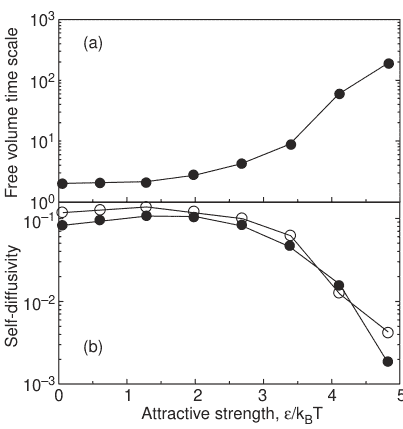 10³
(a)
Free volume time scale
10²
10¹
10⁰
10⁻¹
Self-diffusivity
10⁻²
(b)
10⁻³
0 1 2 3 4 5
Attractive strength, ε/k_BT